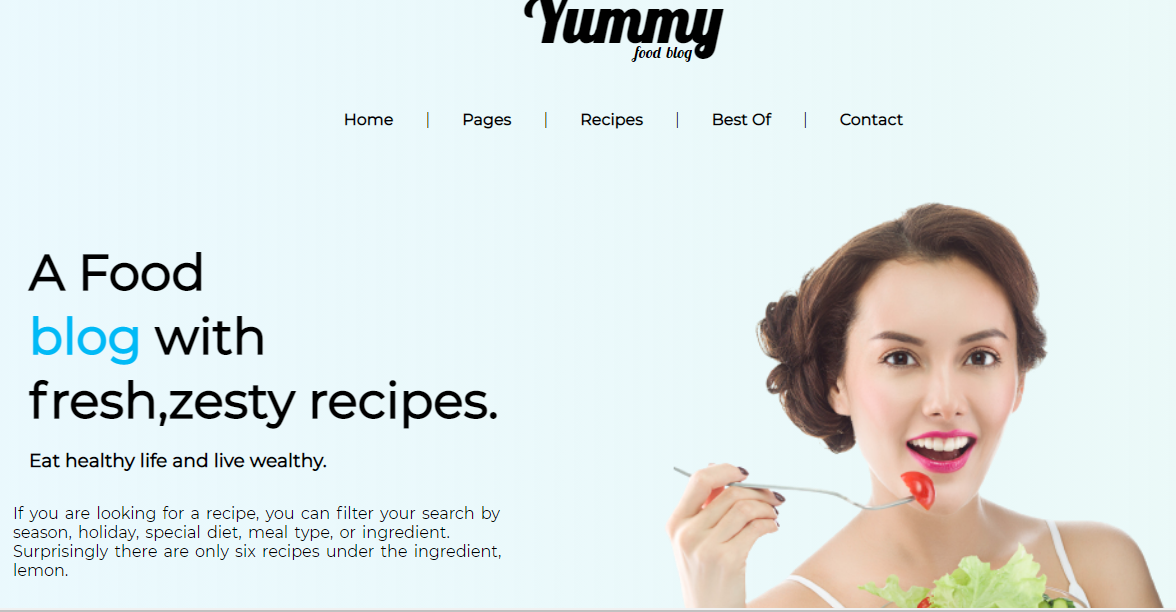 Yummy
food blog
Home | Pages | Recipes | Best Of | Contact
A Food
blog with
fresh,zesty recipes.
Eat healthy life and live wealthy.
If you are looking for a recipe, you can filter your search by
season, holiday, special diet, meal type, or ingredient.
Surprisingly there are only six recipes under the ingredient,
lemon.